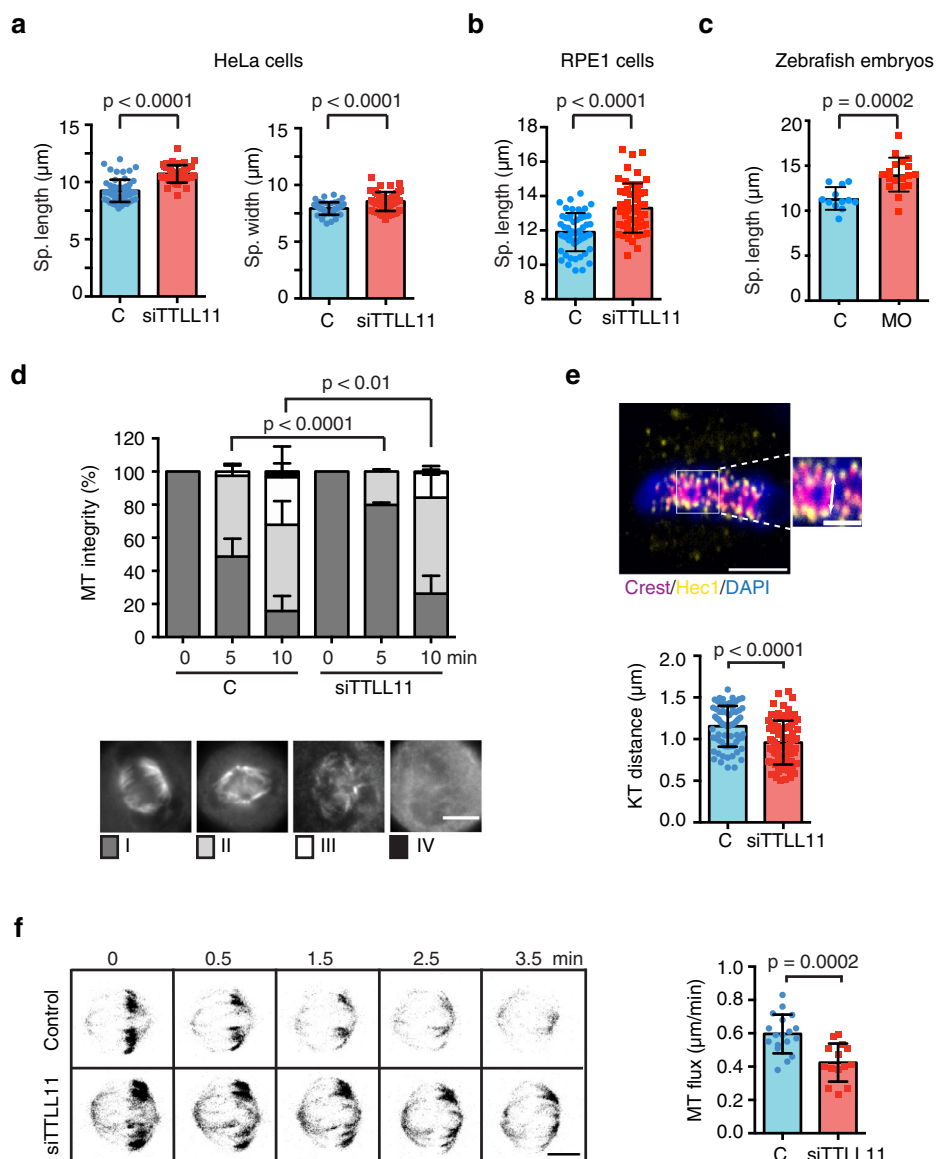 a
HeLa cells
p < 0.0001
Sp. length (µm)
15
10
5
0
C
siTTLL11
p < 0.0001
Sp. width (µm)
15
10
5
0
C
siTTLL11
b
RPE1 cells
p < 0.0001
Sp. length (µm)
16
14
12
10
8
C
siTTLL11
c
Zebrafish embryos
p = 0.0002
Sp. length (µm)
20
15
10
5
0
C
MO
d
p < 0.01
p < 0.0001
MT integrity (%)
120
100
80
60
40
20
0
0 5 10 0 5 10 min
C siTTLL11
I II III IV
e
Crest/Hec1/DAPI
p < 0.0001
KT distance (µm)
2.0
1.5
1.0
0.5
0.0
C
siTTLL11
f
0 0.5 1.5 2.5 3.5 min
Control
siTTLL11
p = 0.0002
MT flux (µm/min)
1.0
0.8
0.6
0.4
0.2
0
C siTTLL11